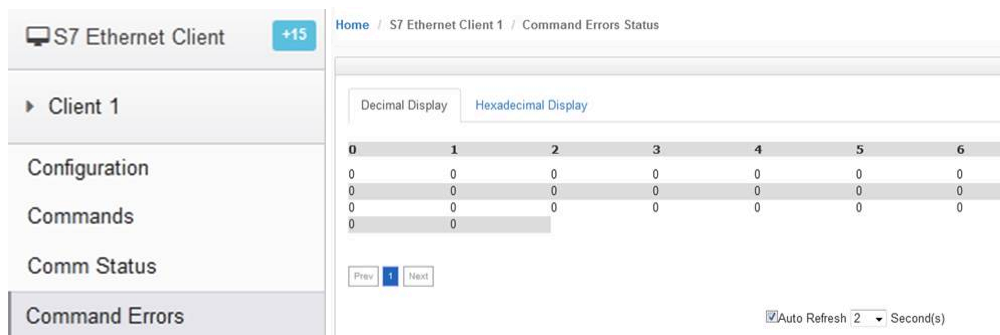 S7 Ethernet Client +15
Client 1
Configuration
Commands
Comm Status
Command Errors
Home / S7 Ethernet Client 1 / Command Errors Status
Decimal Display Hexadecimal Display
0 1 2 3 4 5 6
0 0 0 0 0 0 0
0 0 0 0 0 0 0
0 0 0 0 0 0 0
0 0
Prev 1 Next
Auto Refresh 2 Second(s)